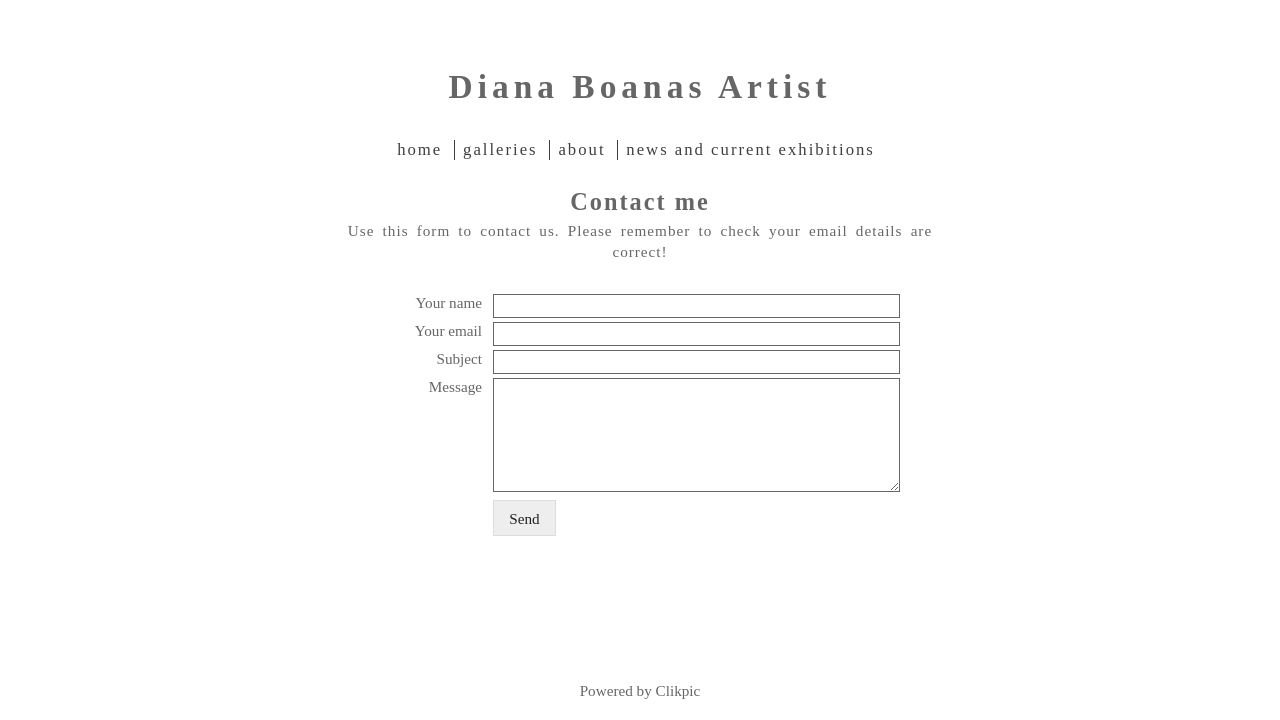 Diana Boanas Artist
home galleries about news and current exhibitions
Contact me
Use this form to contact us. Please remember to check your email details are
correct!
Your name
Your email
Subject
Message
Send
Powered by Clikpic